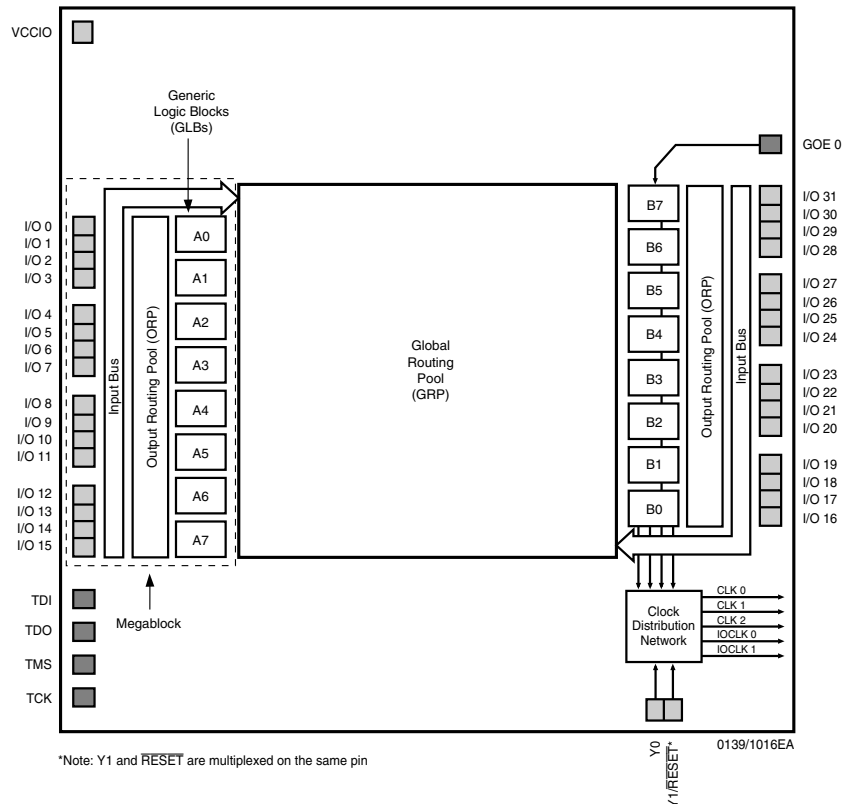 VCCIO
Generic
Logic Blocks
(GLBs)
GOE 0
I/O 0
I/O 1
I/O 2
I/O 3
I/O 4
I/O 5
I/O 6
I/O 7
I/O 8
I/O 9
I/O 10
I/O 11
I/O 12
I/O 13
I/O 14
I/O 15
Input Bus
Output Routing Pool (ORP)
A0
A1
A2
A3
A4
A5
A6
A7
Global
Routing
Pool
(GRP)
B7
B6
B5
B4
B3
B2
B1
B0
Output Routing Pool (ORP)
Input Bus
I/O 31
I/O 30
I/O 29
I/O 28
I/O 27
I/O 26
I/O 25
I/O 24
I/O 23
I/O 22
I/O 21
I/O 20
I/O 19
I/O 18
I/O 17
I/O 16
TDI
TDO
TMS
TCK
Megablock
Clock
Distribution
Network
CLK 0
CLK 1
CLK 2
IOCLK 0
IOCLK 1
Y0
Y1/RESET*
0139/1016EA
*Note: Y1 and RESET are multiplexed on the same pin